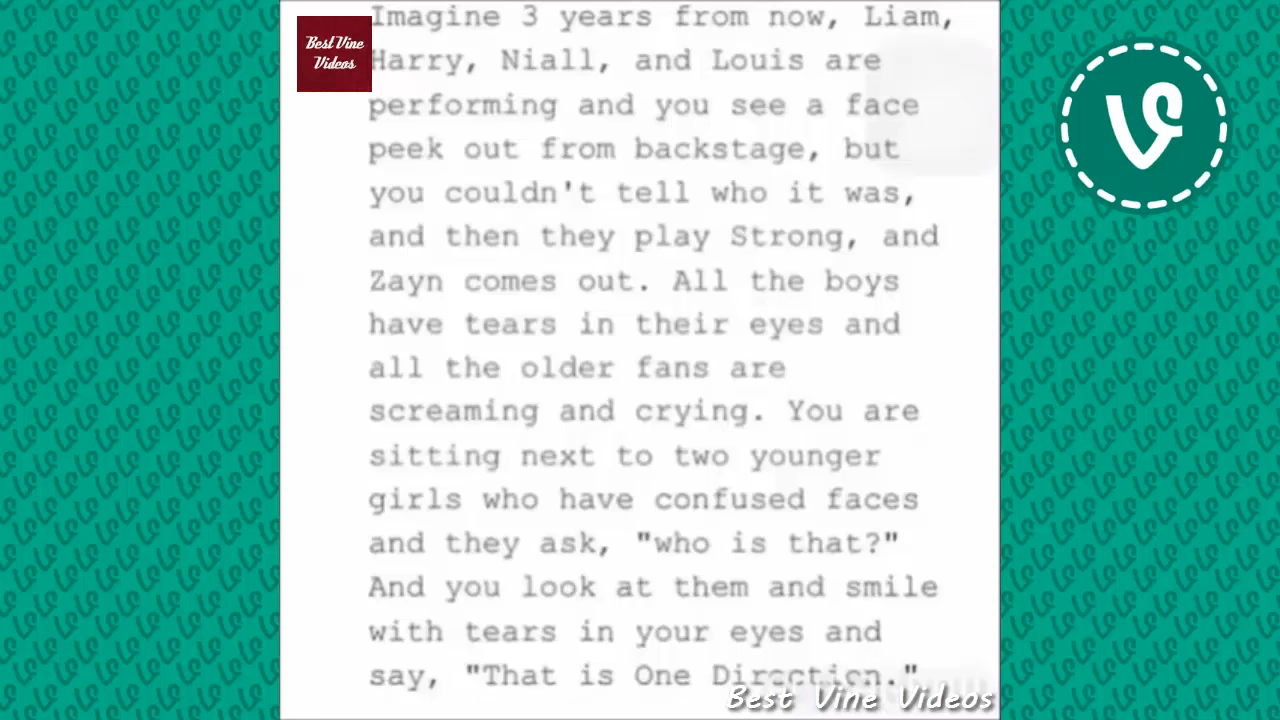 Best Vine
Videos
Imagine 3 years from now, Liam,
Harry, Niall, and Louis are
performing and you see a face
peek out from backstage, but
you couldn't tell who it was,
and then they play Strong, and
Zayn comes out. All the boys
have tears in their eyes and
all the older fans are
screaming and crying. You are
sitting next to two younger
girls who have confused faces
and they ask, "who is that?"
And you look at them and smile
with tears in your eyes and
say, "That is One Direction."
Best Vine Videos